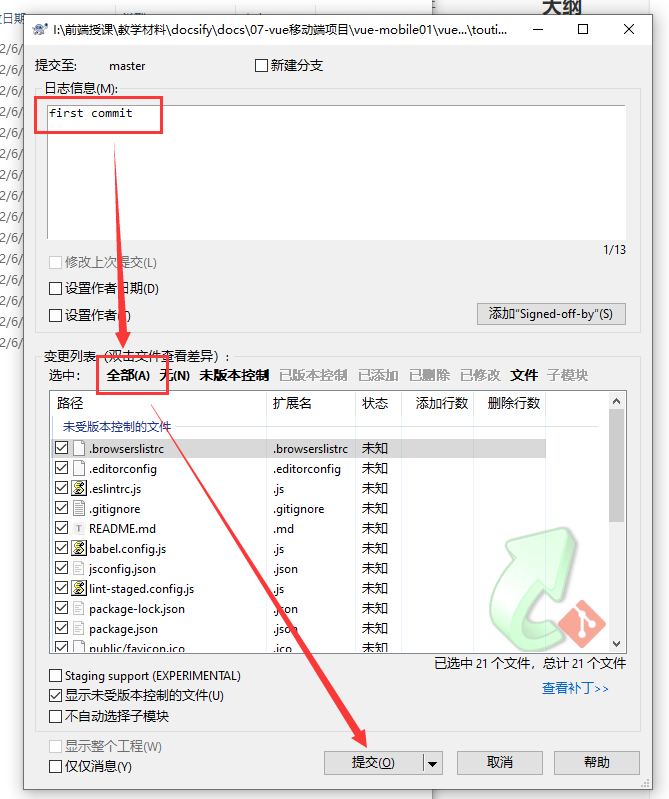 大纲
I:\前端授课\教学材料\docsify\docs\07-vue移动端项目\vue-mobile01\vue...\touti...
提交至: master 新建分支
日志信息(M):
first commit
1/13
修改上次提交(L)
设置作者日期(D)
设置作者(T)
添加"Signed-off-by"(S)
变更列表（双击文件查看差异）:
选中: 全部(A) 无(N) 未版本控制 已版本控制 已添加 已删除 已修改 文件 子模块
路径 扩展名 状态 添加行数 删除行数
未受版本控制的文件
.browserslistrc .browserslistrc 未知
.editorconfig .editorconfig 未知
.eslintrc.js .js 未知
.gitignore .gitignore 未知
README.md .md 未知
babel.config.js .js 未知
jsconfig.json .json 未知
lint-staged.config.js .js 未知
package-lock.json .json 未知
package.json .json 未知
public/favicon.ico .ico 未知
已选中 21 个文件，总计 21 个文件
查看补丁>>
Staging support (EXPERIMENTAL)
显示未受版本控制的文件(U)
不自动选择子模块
显示整个工程(W)
仅仅消息(Y)
提交(O) 取消 帮助